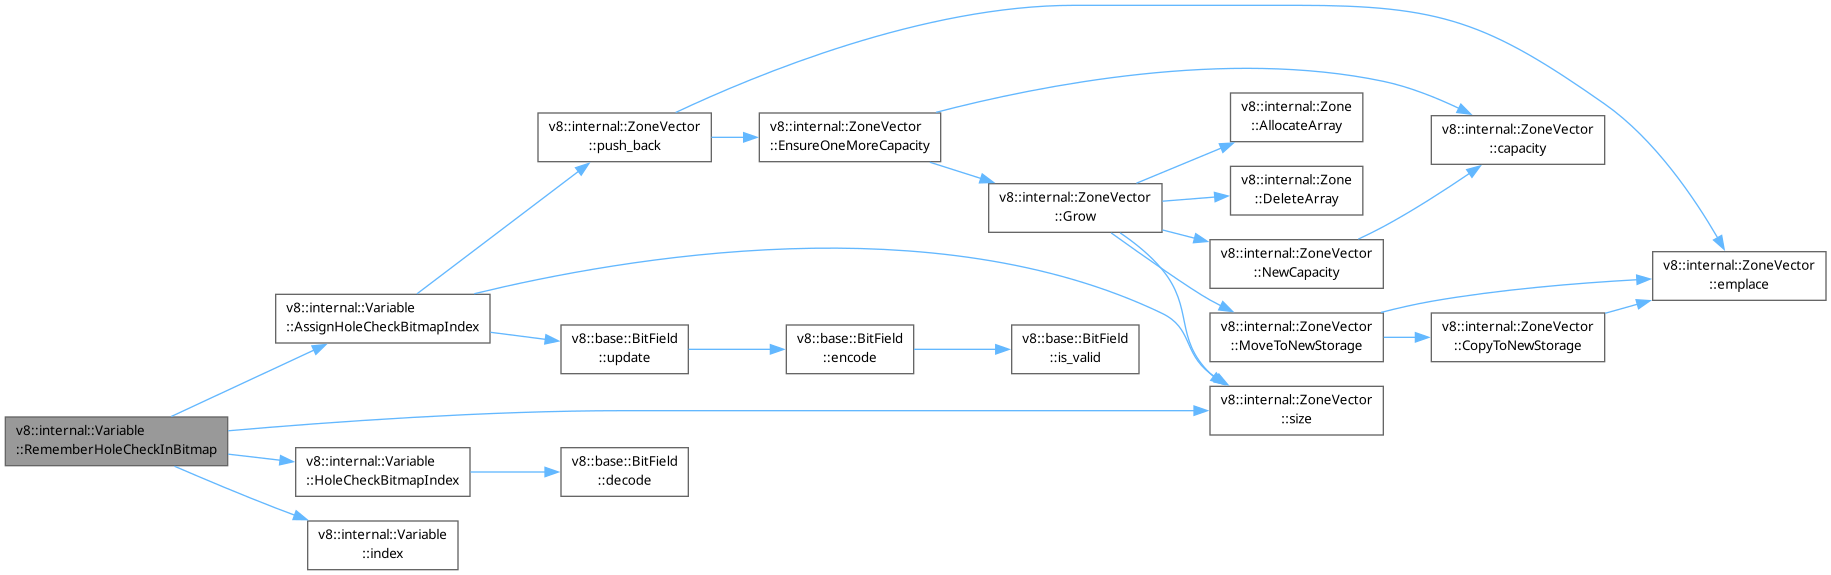 v8::internal::Variable
::RememberHoleCheckInBitmap
v8::internal::Variable
::AssignHoleCheckBitmapIndex
v8::internal::ZoneVector
::push_back
v8::internal::ZoneVector
::EnsureOneMoreCapacity
v8::internal::ZoneVector
::Grow
v8::internal::Zone
::AllocateArray
v8::internal::Zone
::DeleteArray
v8::internal::ZoneVector
::NewCapacity
v8::internal::ZoneVector
::capacity
v8::internal::ZoneVector
::MoveToNewStorage
v8::internal::ZoneVector
::CopyToNewStorage
v8::internal::ZoneVector
::emplace
v8::internal::ZoneVector
::size
v8::base::BitField
::update
v8::base::BitField
::encode
v8::base::BitField
::is_valid
v8::internal::Variable
::HoleCheckBitmapIndex
v8::base::BitField
::decode
v8::internal::Variable
::index